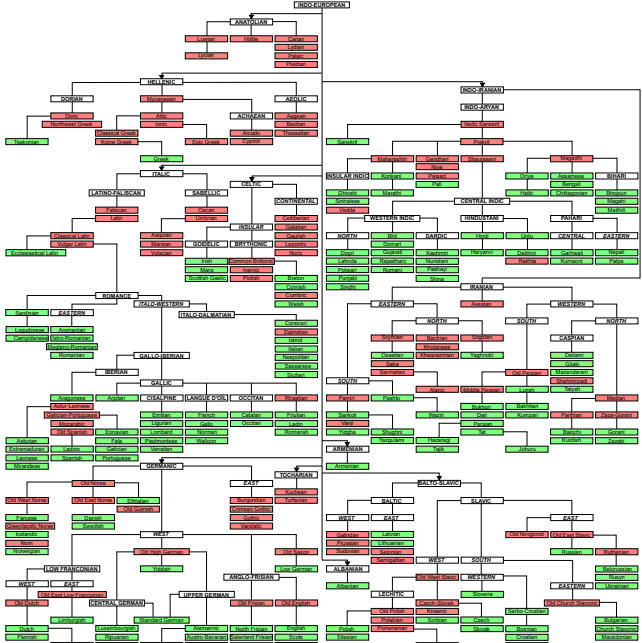 INDO-EUROPEAN
ANATOLIAN
Luwian
Hittite
Carian
Lydian
Lycian
Palaic
Pisidian
HELLENIC
DORIAN
Mycenaean
AEOLIC
Doric
Attic
ACHAEAN
Aegean
Northwest Greek
Ionic
Beotian
Classical Greek
Arcado
Thessalian
Tsakonian
Koine Greek
Epic Greek
Cypriot
Greek
ITALIC
LATINO-FALISCAN
SABELLIC
CELTIC
CONTINENTAL
Faliscan
Oscan
Celtiberian
Latin
Umbrian
Galatian
INSULAR
Gaulish
Classical Latin
Aequian
GOIDELIC
BRYTHONIC
Lepontic
Vulgar Latin
Marsian
Noric
Ecclesiastical Latin
Volscian
Irish
Common Brittonic
Manx
Ivernic
Scottish Gaelic
Pictish
Breton
Cornish
Cumbric
Welsh
ROMANCE
ITALO-WESTERN
Sardinian
EASTERN
ITALO-DALMATIAN
Corsican
Logudorese
Aromanian
Dalmatian
Campidanese
Istro-Romanian
Istriot
Megleno-Romanian
Italian
Romanian
Neapolitan
Sassarese
Sicilian
GALLO-IBERIAN
IBERIAN
GALLIC
Aragonese
Arpitan
CISALPINE
LANGUE D'OÏL
OCCITAN
Rhaetian
Astur-Leonese
Galician-Portuguese
Emilian
French
Catalan
Friulian
Mozarabic
Ligurian
Gallo
Occitan
Ladin
Old Spanish
Eonavian
Lombard
Norman
Romansh
Asturian
Fala
Piedmontese
Walloon
Extremaduran
Ladino
Galician
Venetian
Leonese
Spanish
Portuguese
Mirandese
GERMANIC
TOCHARIAN
Old Norse
EAST
Kuchean
Old West Norse
Old East Norse
Elfdalian
Burgundian
Turfanian
Old Gutnish
Crimean Gothic
Faroese
Danish
Gothic
Greenlandic Norse
Swedish
Vandalic
Icelandic
Norn
WEST
Norwegian
Old High German
Old Saxon
LOW FRANCONIAN
Yiddish
Low German
WEST
EAST
ANGLO-FRISIAN
Old East Low Franconian
UPPER GERMAN
Old Dutch
CENTRAL GERMAN
Old Frisian
Old English
Limburgish
Standard German
Dutch
Luxembourgish
Alemannic
North Frisian
English
Flemish
Ripuarian
Austro-Bavarian
Saterland Frisian
Scots
INDO-IRANIAN
INDO-ARYAN
Vedic Sanskrit
Sanskrit
Prakrit
Maharashtri
Gandhari
Shauraseni
Magadhi
Niya
INSULAR INDIC
Konkani
Paisaci
Oriya
Assamese
BIHARI
Pali
Bengali
Dhivehi
Marathi
Halbi
Chittagonian
Bhojpuri
Sinhalese
CENTRAL INDIC
Magahi
Vedda
Maithili
WESTERN INDIC
HINDUSTANI
PAHARI
NORTH
Bhil
DARDIC
Hindi
Urdu
CENTRAL
EASTERN
Domari
Dogri
Gujarati
Kashmiri
Haryanvi
Dakhini
Garhwali
Nepali
Lahnda
Rajasthani
Nuristani
Rekhta
Kumaoni
Palpa
Potwari
Romani
Pashayi
Punjabi
Shina
Sindhi
IRANIAN
EASTERN
Avestan
WESTERN
NORTH
SOUTH
NORTH
Scythian
Bactrian
Sogdian
CASPIAN
Khotanese
Ossetian
Khwarezmian
Yaghnobi
Deilami
Saka
Gilaki
Sarmatian
Old Persian
Mazanderani
SOUTH
Shahmirzadi
Alanic
Middle Persian
Lurish
Talysh
Pamiri
Pashto
Median
Bukhori
Bakhtiari
Sarikoli
Waziri
Dari
Kumzari
Parthian
Zaza-Gorani
Vanji
Persian
Yidgha
Shughni
Tat
Balochi
Gorani
Yazgulami
Hazaragi
Kurdish
Zazaki
ARMENIAN
Tajik
Juhuru
Armenian
BALTO-SLAVIC
BALTIC
SLAVIC
WEST
EAST
EAST
Galindian
Latvian
Old Novgorod
Old East Slavic
Prussian
Lithuanian
Sudovian
Selonian
Russian
Ruthenian
Semigallian
WEST
SOUTH
ALBANIAN
Belorussian
Old West Slavic
WESTERN
Rusyn
Albanian
EASTERN
Ukrainian
LECHITIC
Slovene
Czech-Slovak
Old Church Slavonic
Old Polish
Knaanic
Serbo-Croatian
Polabian
Sorbian
Czech
Bulgarian
Polish
Pomeranian
Slovak
Bosnian
Church Slavonic
Silesian
Croatian
Macedonian